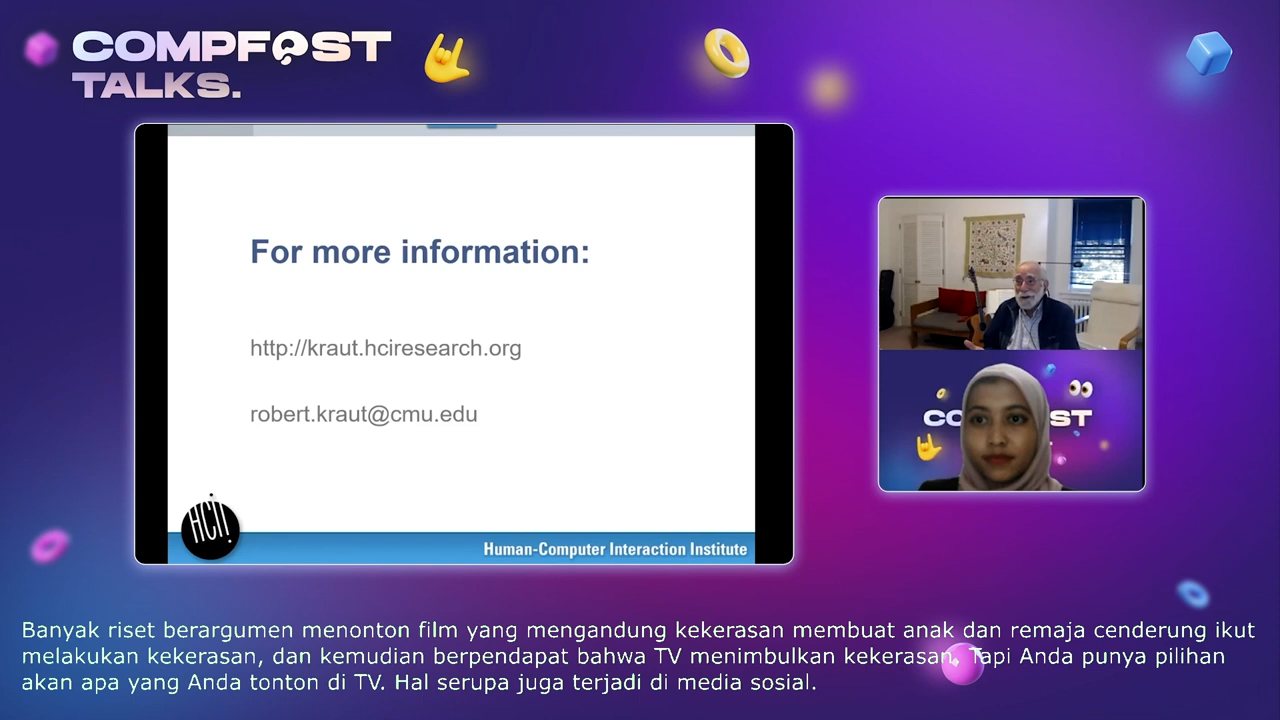 COMPFEST
TALKS.
For more information:
http://kraut.hciresearch.org
robert.kraut@cmu.edu
HCII
Human-Computer Interaction Institute
CO ST
Banyak riset berargumen menonton film yang mengandung kekerasan membuat anak dan remaja cenderung ikut
melakukan kekerasan, dan kemudian berpendapat bahwa TV menimbulkan kekerasan. Tapi Anda punya pilihan
akan apa yang Anda tonton di TV. Hal serupa juga terjadi di media sosial.